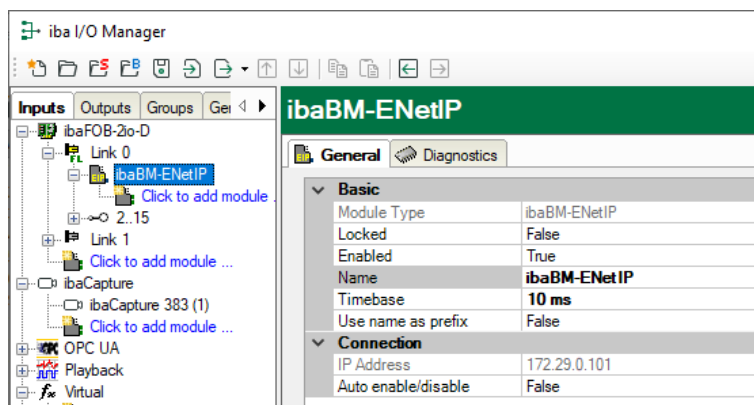 iba I/O Manager
Inputs Outputs Groups
ibaBM-ENetIP
ibaFOB-2io-D
Link 0
ibaBM-ENetIP
Click to add module
2..15
Link 1
Click to add module ...
ibaCapture
ibaCapture 383 (1)
Click to add module ...
OPC UA
Playback
fx Virtual
General Diagnostics
Basic
Module Type ibaBM-ENetIP
Locked False
Enabled True
Name ibaBM-ENetIP
Timebase 10 ms
Use name as prefix False
Connection
IP Address 172.29.0.101
Auto enable/disable False